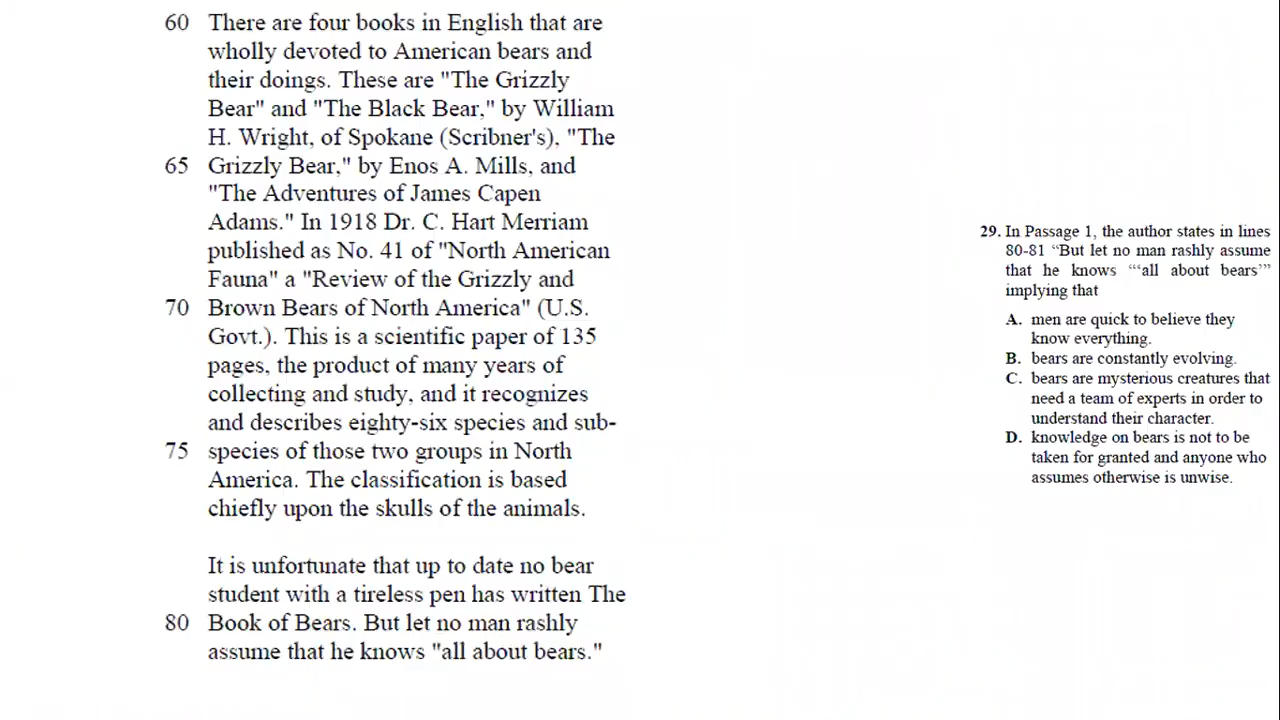 60 There are four books in English that are
wholly devoted to American bears and
their doings. These are "The Grizzly
Bear" and "The Black Bear," by William
H. Wright, of Spokane (Scribner's), "The
65 Grizzly Bear," by Enos A. Mills, and
"The Adventures of James Capen
Adams." In 1918 Dr. C. Hart Merriam
published as No. 41 of "North American
Fauna" a "Review of the Grizzly and
70 Brown Bears of North America" (U.S.
Govt.). This is a scientific paper of 135
pages, the product of many years of
collecting and study, and it recognizes
and describes eighty-six species and sub-
75 species of those two groups in North
America. The classification is based
chiefly upon the skulls of the animals.
It is unfortunate that up to date no bear
student with a tireless pen has written The
80 Book of Bears. But let no man rashly
assume that he knows "all about bears."
29. In Passage 1, the author states in lines
80-81 “But let no man rashly assume
that he knows “‘“all about bears’”
implying that
A. men are quick to believe they
know everything.
B. bears are constantly evolving.
C. bears are mysterious creatures that
need a team of experts in order to
understand their character.
D. knowledge on bears is not to be
taken for granted and anyone who
assumes otherwise is unwise.